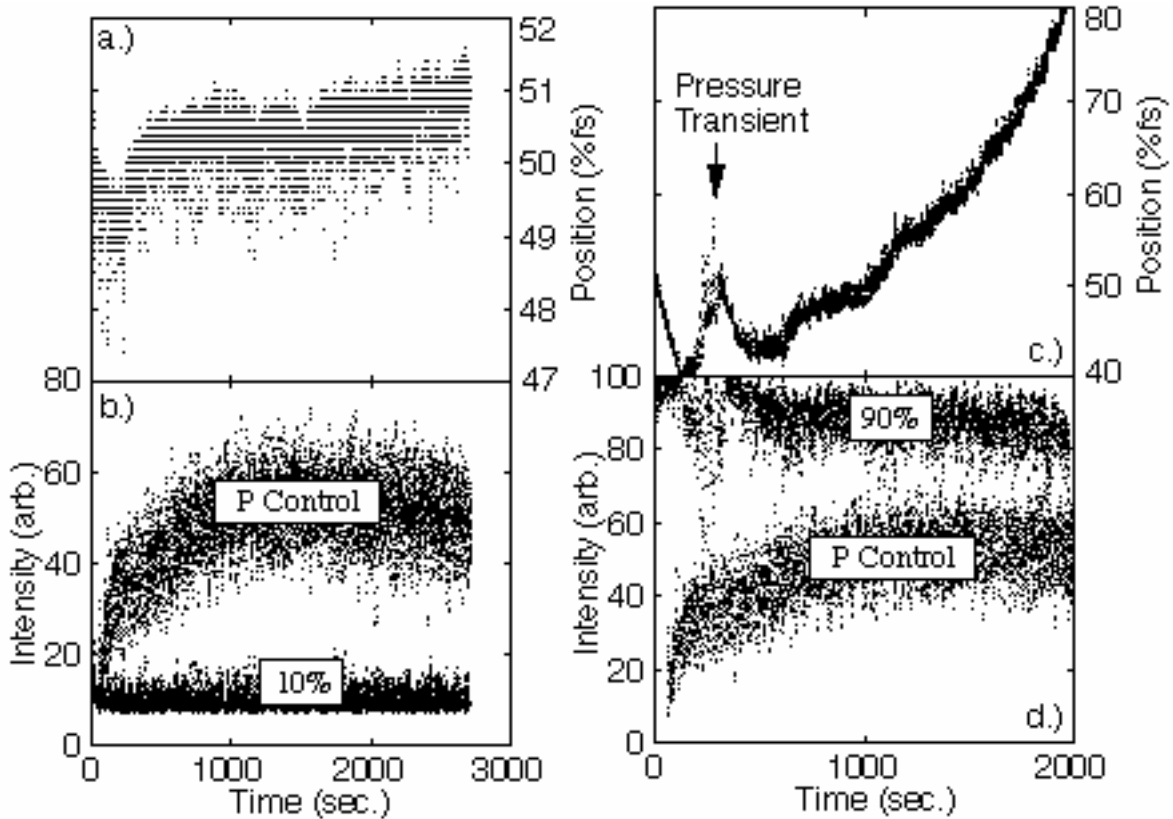 a.)
52
51
50
49
48
47
Position (%fs)
c.)
Pressure
Transient
80
70
60
50
40
Position (%fs)
b.)
80
60
40
20
0
Intensity (arb.)
P Control
10%
0
1000
2000
3000
Time (sec.)
d.)
100
80
60
40
20
0
Intensity (arb.)
90%
P Control
0
1000
2000
Time (sec.)